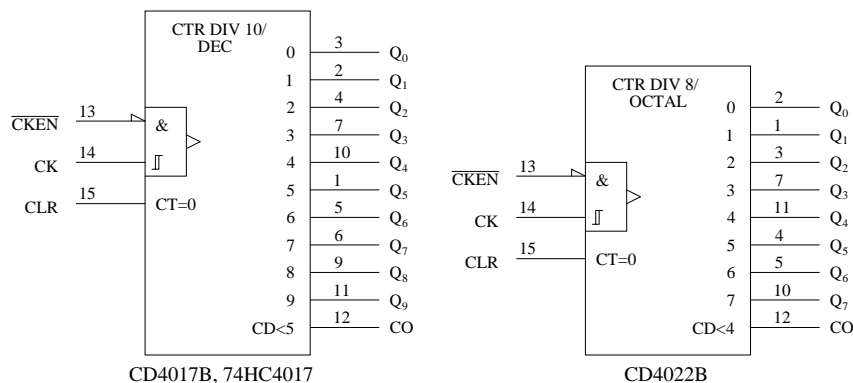 CTR DIV 10/
DEC
0 3 Q0
1 2 Q1
2 4 Q2
3 7 Q3
4 10 Q4
5 1 Q5
6 5 Q6
7 6 Q7
8 9 Q8
9 11 Q9
CD<5 12 CO
CKEN 13 &
CK 14
CLR 15 CT=0
CD4017B, 74HC4017
CTR DIV 8/
OCTAL
0 2 Q0
1 1 Q1
2 3 Q2
3 7 Q3
4 11 Q4
5 4 Q5
6 5 Q6
7 10 Q7
CD<4 12 CO
CKEN 13 &
CK 14
CLR 15 CT=0
CD4022B